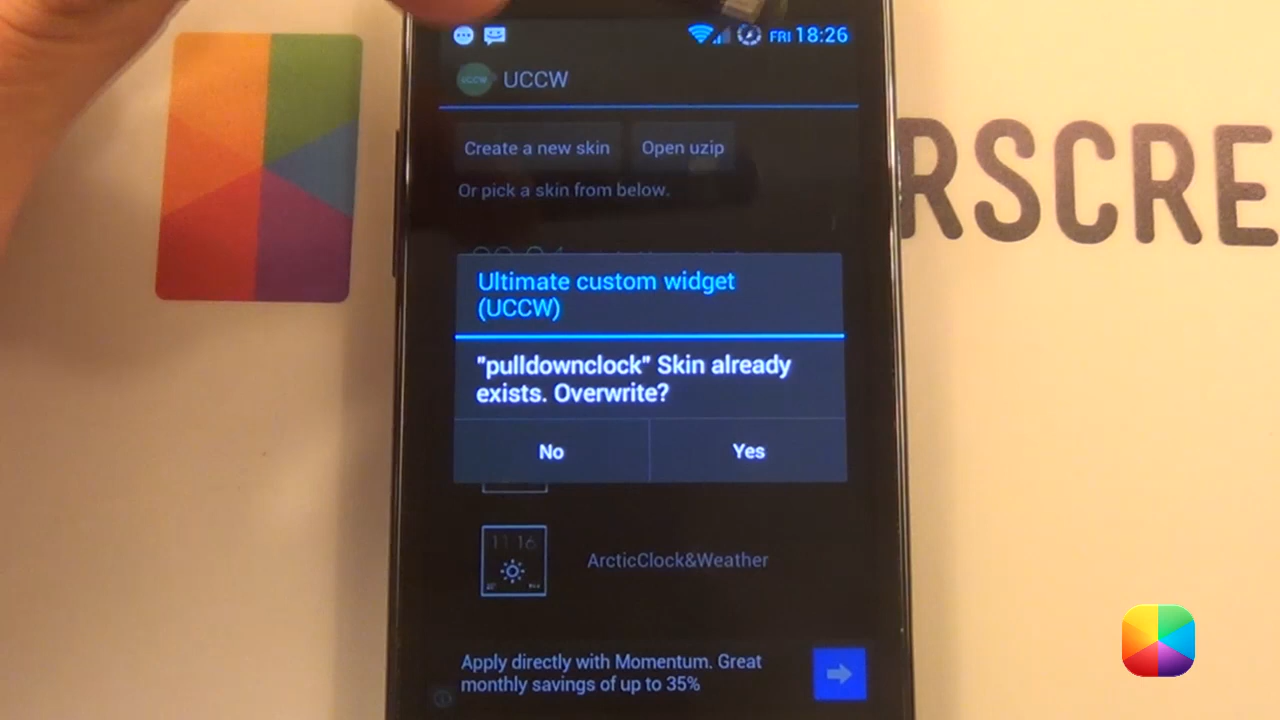 FRI 18:26
UCCW
Create a new skin
Open uzip
Or pick a skin from below.
RSCRE
Ultimate custom widget
(UCCW)
"pulldownclock" Skin already
exists. Overwrite?
No
Yes
11 16
ArcticClock&Weather
Apply directly with Momentum. Great
monthly savings of up to 35%